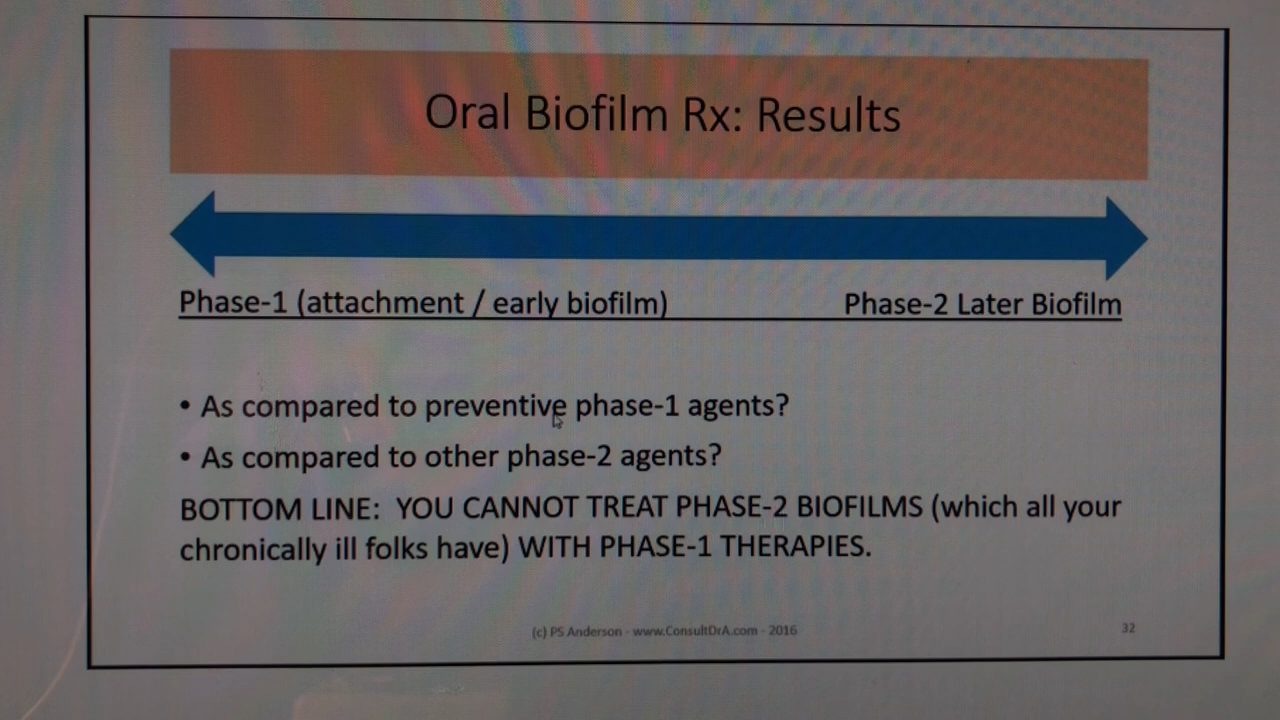 Oral Biofilm Rx: Results
Phase-1 (attachment / early biofilm) Phase-2 Later Biofilm
• As compared to preventive phase-1 agents?
• As compared to other phase-2 agents?
BOTTOM LINE: YOU CANNOT TREAT PHASE-2 BIOFILMS (which all your
chronically ill folks have) WITH PHASE-1 THERAPIES.
(c) PS Anderson - www.ConsultDrA.com - 2016
32